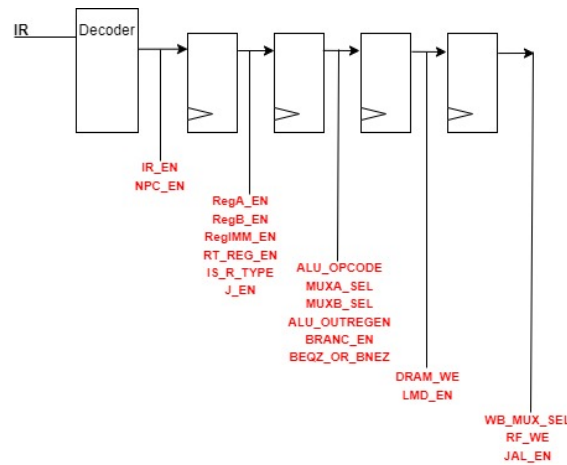 IR
Decoder
IR_EN
NPC_EN
RegA_EN
RegB_EN
RegIMM_EN
RT_REG_EN
IS_R_TYPE
J_EN
ALU_OPCODE
MUXA_SEL
MUXB_SEL
ALU_OUTREGEN
BRANC_EN
BEQZ_OR_BNEZ
DRAM_WE
LMD_EN
WB_MUX_SEL
RF_WE
JAL_EN